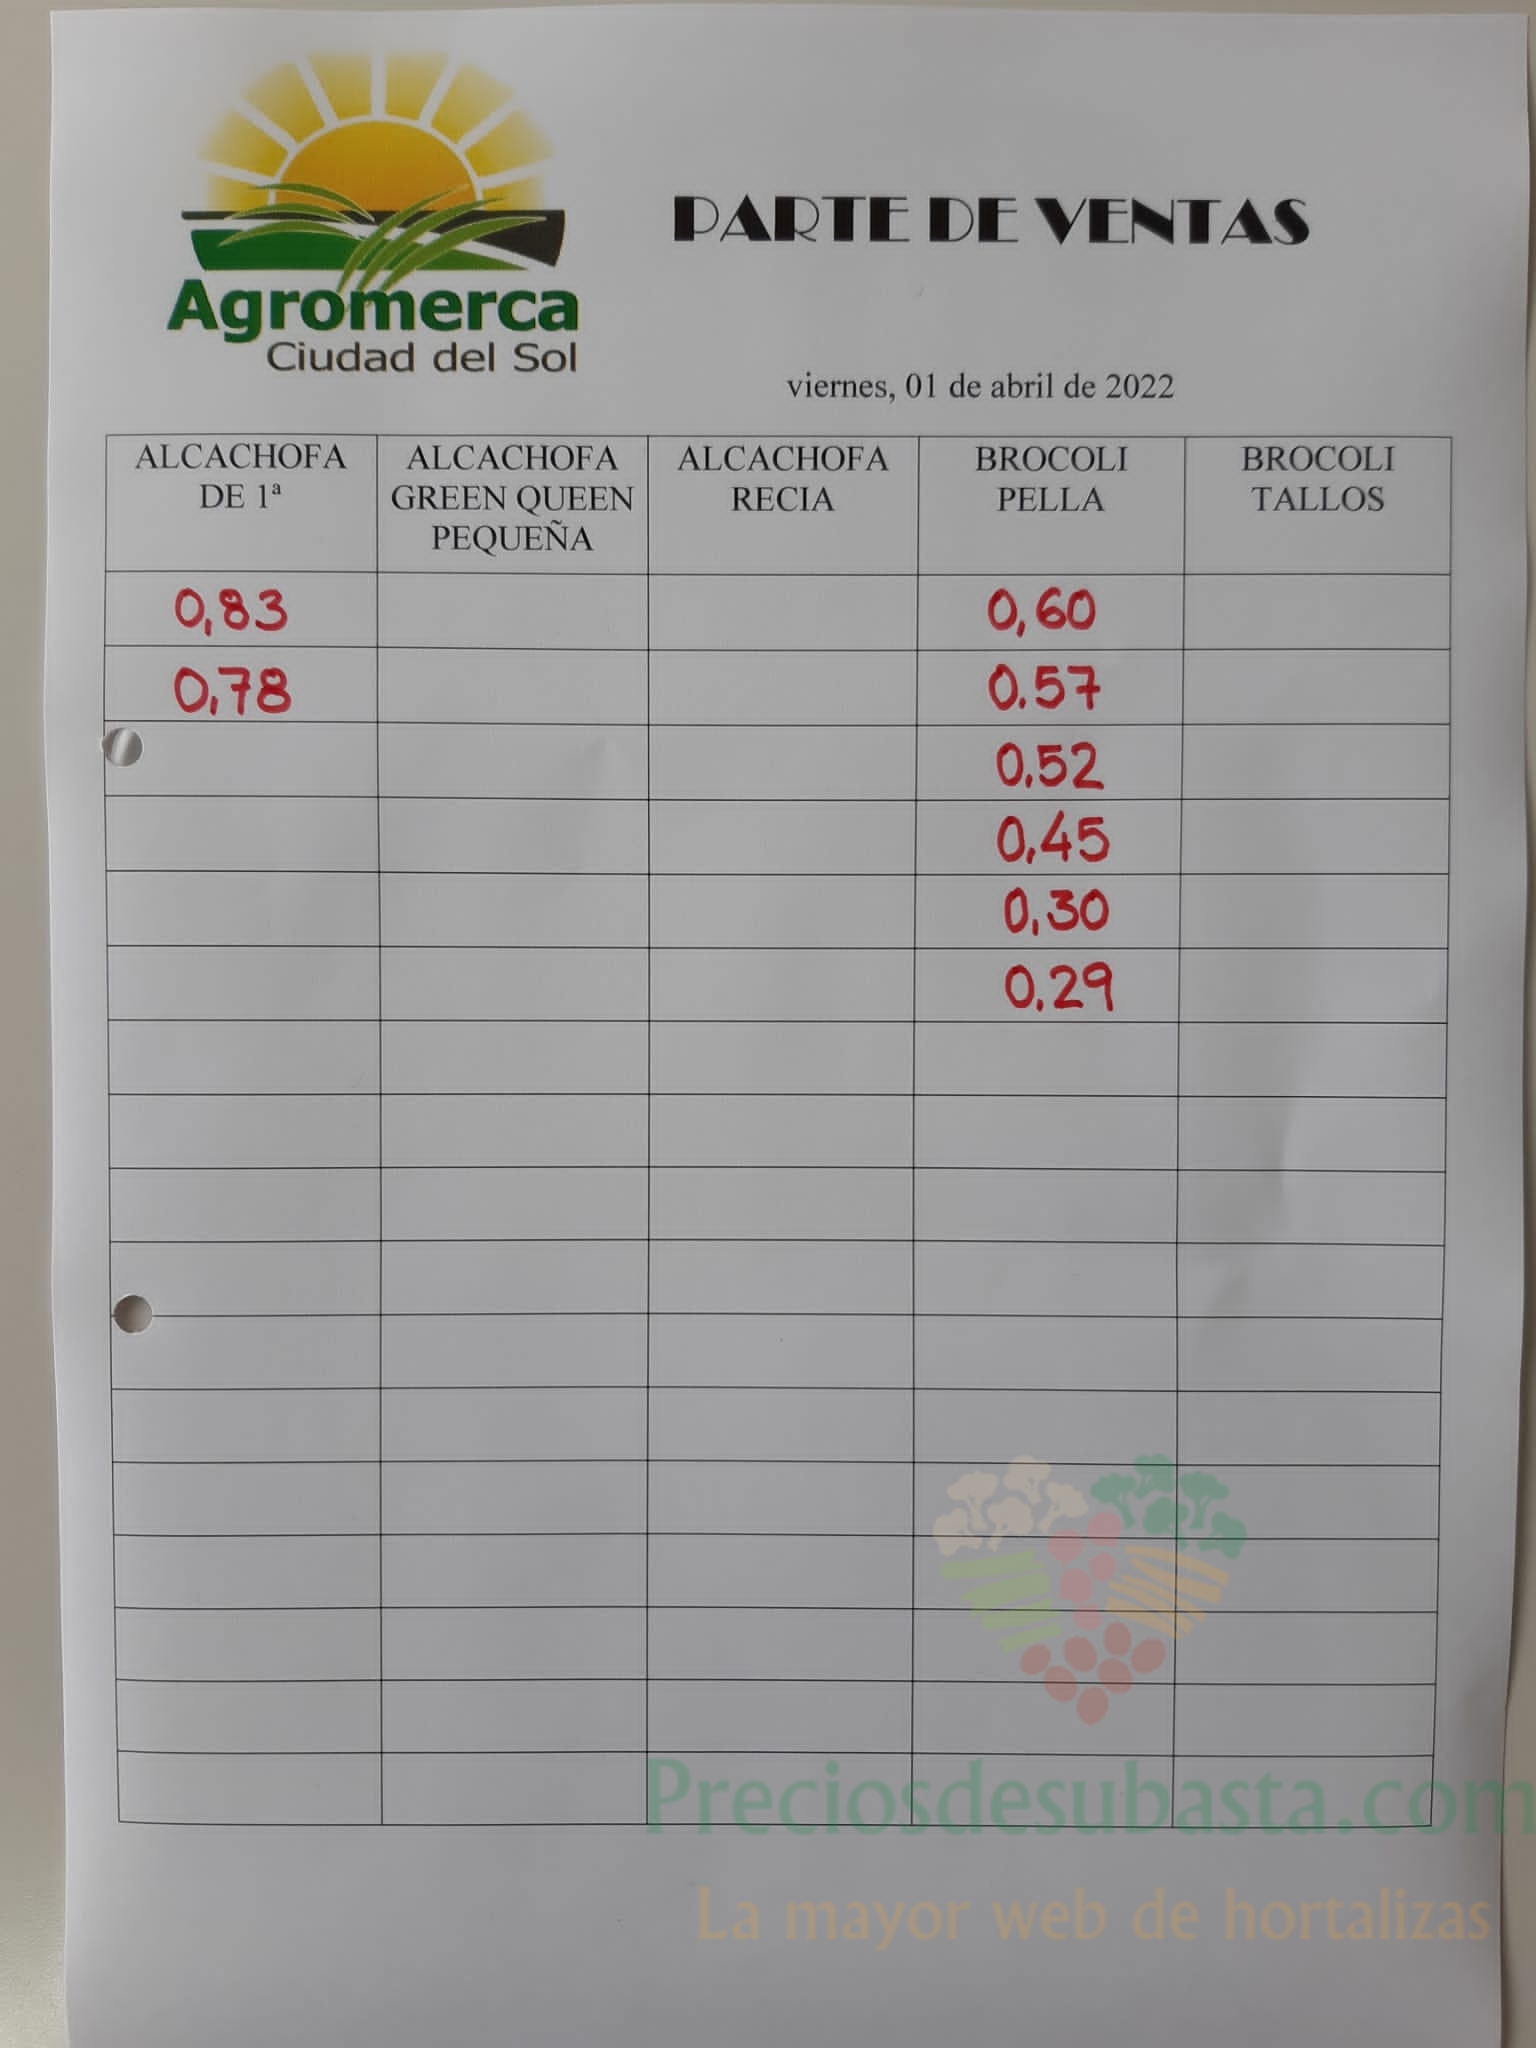 PARTE DE VENTAS
Agromerca
Ciudad del Sol
viernes, 01 de abril de 2022
ALCACHOFA DE 1ª
ALCACHOFA GREEN QUEEN PEQUEÑA
ALCACHOFA RECIA
BROCOLI PELLA
BROCOLI TALLOS
0,83 0,60
0,78 0.57
0.52
0,45
0,30
0.29
Preciosdesubasta.com
La mayor web de hortalizas